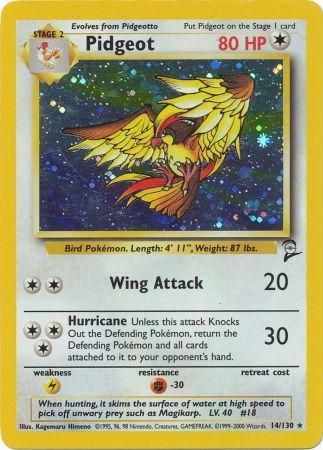 Evolves from Pidgeotto Put Pidgeot on the Stage 1 card
STAGE 2
Pidgeot 80 HP
Bird Pokémon. Length: 4' 11", Weight: 87 lbs.
Wing Attack 20
Hurricane Unless this attack Knocks
Out the Defending Pokémon, return the
Defending Pokémon and all cards
attached to it to your opponent's hand.
30
weakness resistance retreat cost
-30
When hunting, it skims the surface of water at high speed to
pick off unwary prey such as Magikarp. LV. 40 #18
Illus. Kagemaru Himeno ©1995, 96, 98 Nintendo, Creatures, GAMEFREAK. ©1999-2000 Wizards. 14/130 ★